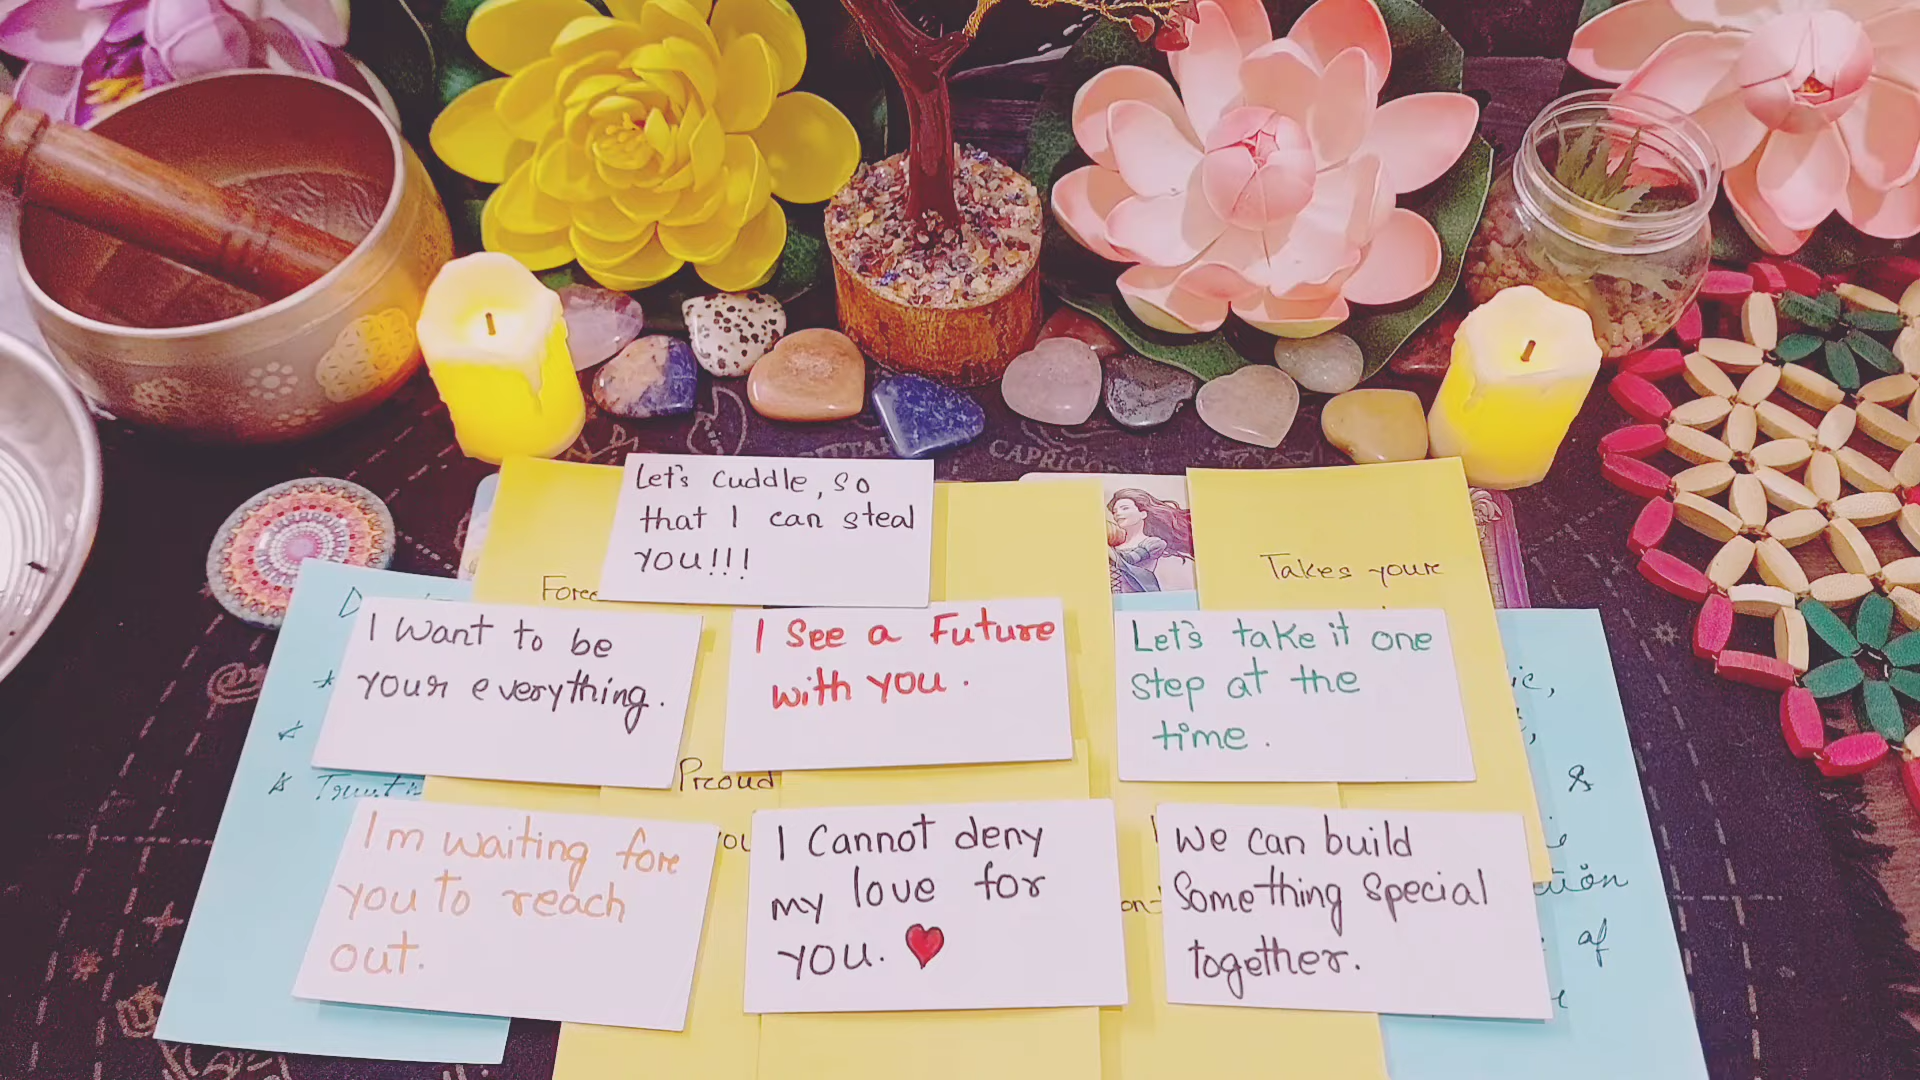 CAPRICO
Let's cuddle, so
that I can steal
you!!!
Takes your
I want to be
your everything.
I see a Future
with you.
Let's take it one
step at the
time.
Proud
I'm waiting for
you to reach
out.
I cannot deny
my love for
you.
We can build
something special
together.
of